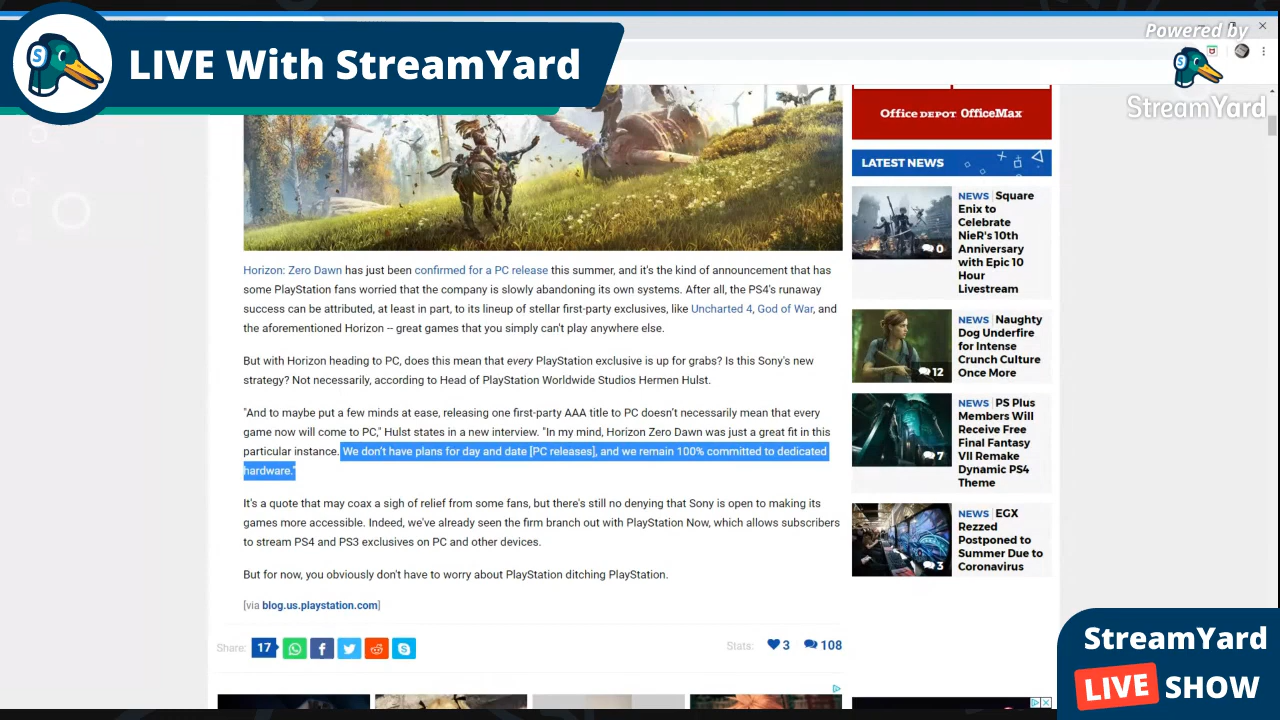 LIVE With StreamYard
Powered by
StreamYard
Office DEPOT OfficeMax
LATEST NEWS
NEWS Square
Enix to
Celebrate
NieR's 10th
Anniversary
with Epic 10
Hour
Livestream
0
NEWS Naughty
Dog Underfire
for Intense
Crunch Culture
Once More
12
NEWS PS Plus
Members Will
Receive Free
Final Fantasy
VII Remake
Dynamic PS4
Theme
7
NEWS EGX
Rezzed
Postponed to
Summer Due to
Coronavirus
3
Horizon: Zero Dawn has just been confirmed for a PC release this summer, and it's the kind of announcement that has
some PlayStation fans worried that the company is slowly abandoning its own systems. After all, the PS4's runaway
success can be attributed, at least in part, to its lineup of stellar first-party exclusives, like Uncharted 4, God of War, and
the aforementioned Horizon -- great games that you simply can't play anywhere else.
But with Horizon heading to PC, does this mean that every PlayStation exclusive is up for grabs? Is this Sony's new
strategy? Not necessarily, according to Head of PlayStation Worldwide Studios Hermen Hulst.
"And to maybe put a few minds at ease, releasing one first-party AAA title to PC doesn't necessarily mean that every
game now will come to PC," Hulst states in a new interview. "In my mind, Horizon Zero Dawn was just a great fit in this
particular instance. We don't have plans for day and date [PC releases], and we remain 100% committed to dedicated
hardware."
It's a quote that may coax a sigh of relief from some fans, but there's still no denying that Sony is open to making its
games more accessible. Indeed, we've already seen the firm branch out with PlayStation Now, which allows subscribers
to stream PS4 and PS3 exclusives on PC and other devices.
But for now, you obviously don't have to worry about PlayStation ditching PlayStation.
[via blog.us.playstation.com]
Share: 17
Stats: 3 108
StreamYard
LIVE SHOW